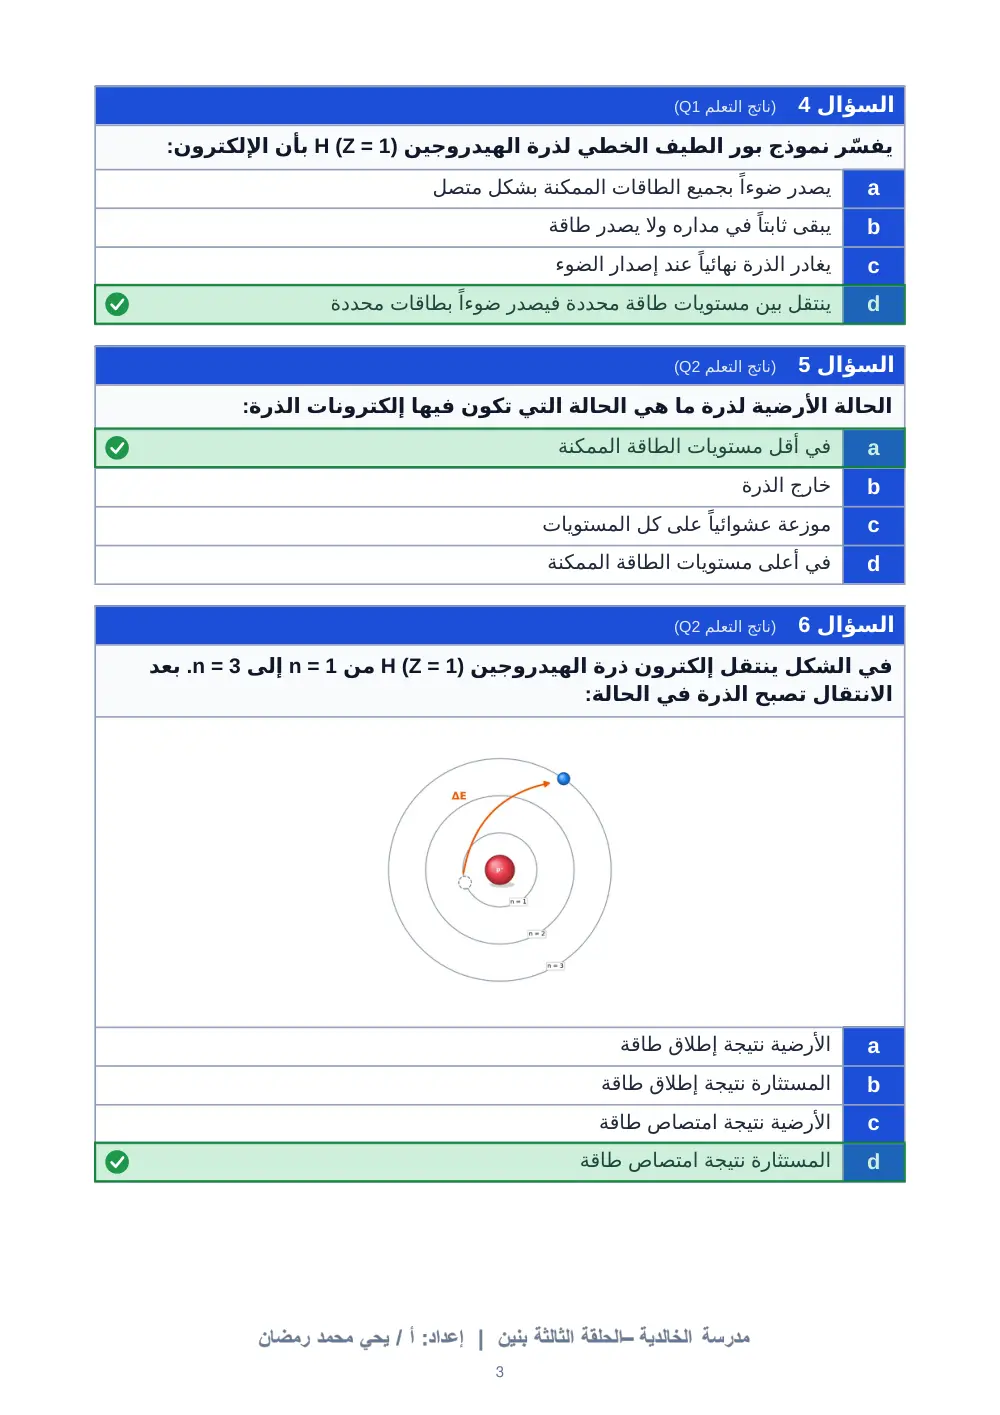 السؤال 4 (ناتج التعلم Q1)
يفسّر نموذج بور الطيف الخطي لذرة الهيدروجين H (Z = 1) بأن الإلكترون:
a يصدر ضوءاً بجميع الطاقات الممكنة بشكل متصل
b يبقى ثابتاً في مداره ولا يصدر طاقة
c يغادر الذرة نهائياً عند إصدار الضوء
d ينتقل بين مستويات طاقة محددة فيصدر ضوءاً بطاقات محددة
السؤال 5 (ناتج التعلم Q2)
الحالة الأرضية لذرة ما هي الحالة التي تكون فيها إلكترونات الذرة:
a في أقل مستويات الطاقة الممكنة
b خارج الذرة
c موزعة عشوائياً على كل المستويات
d في أعلى مستويات الطاقة الممكنة
السؤال 6 (ناتج التعلم Q2)
في الشكل ينتقل إلكترون ذرة الهيدروجين H (Z = 1) من n = 1 إلى n = 3. بعد
الانتقال تصبح الذرة في الحالة:
ΔE
p⁺
n = 1
n = 2
n = 3
a الأرضية نتيجة إطلاق طاقة
b المستثارة نتيجة إطلاق طاقة
c الأرضية نتيجة امتصاص طاقة
d المستثارة نتيجة امتصاص طاقة
مدرسة الخالدية –الحلقة الثالثة بنين | إعداد: أ / يحي محمد رمضان
3